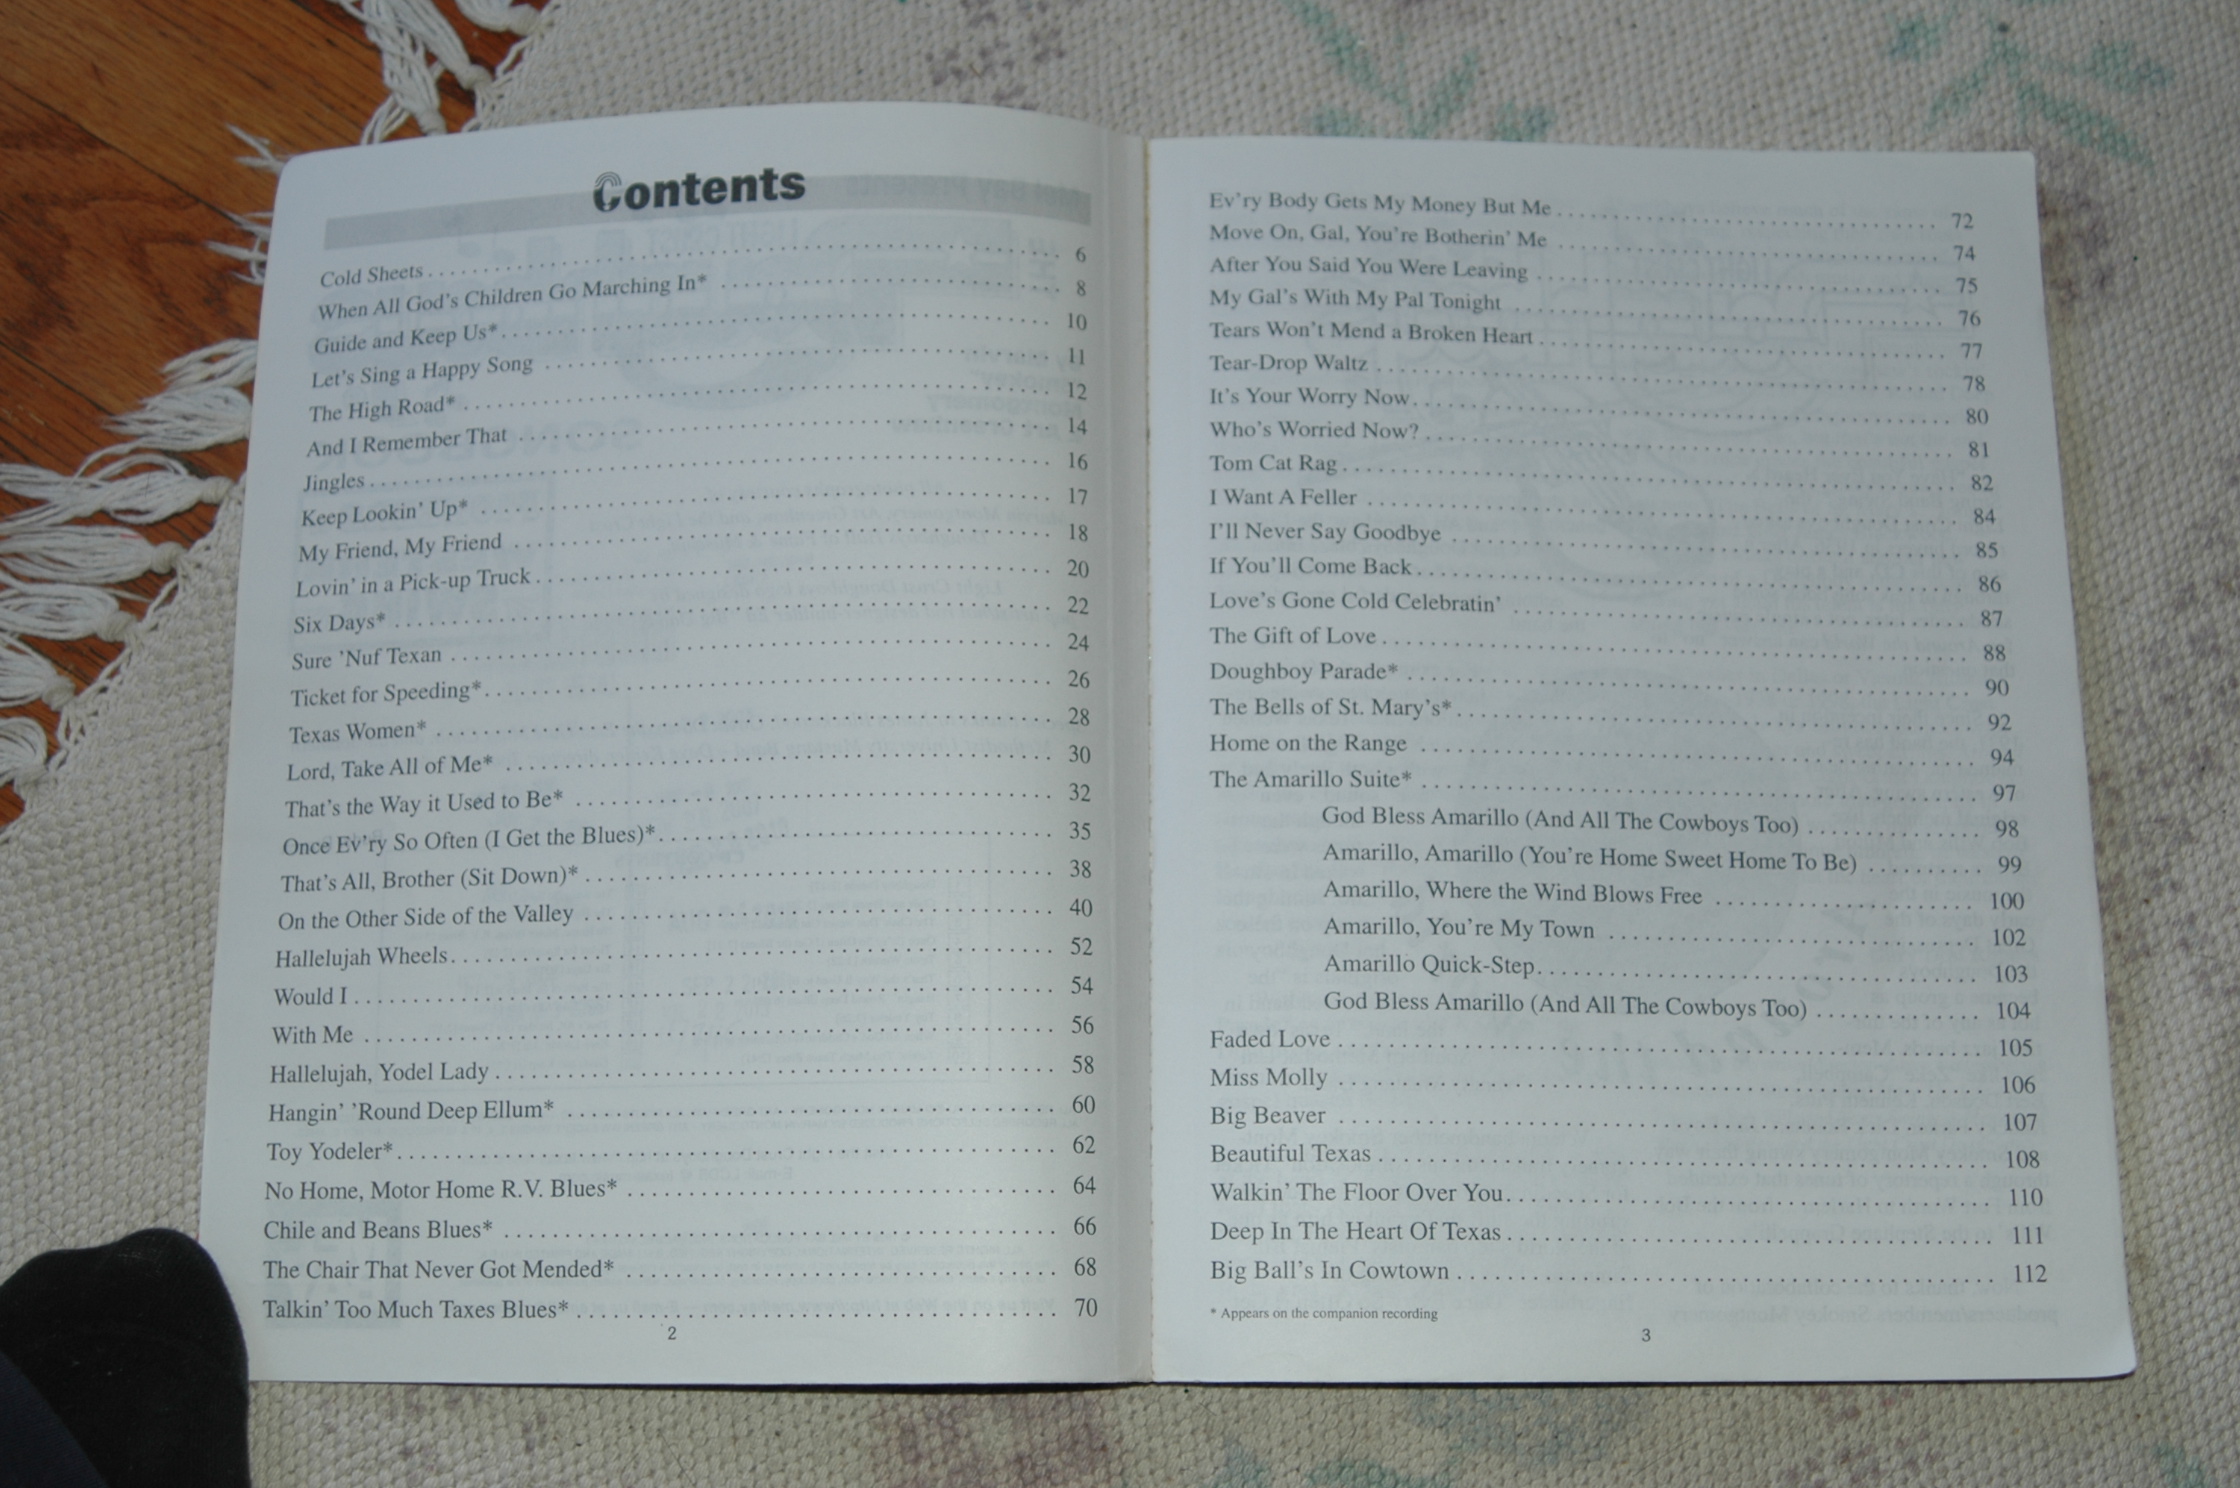 Contents
Cold Sheets . . . . . . . . . . 6
When All God's Children Go Marching In* . . . . . . . . . . 8
Guide and Keep Us* . . . . . . . . . . 10
Let's Sing a Happy Song . . . . . . . . . . 11
The High Road* . . . . . . . . . . 12
And I Remember That . . . . . . . . . . 14
Jingles . . . . . . . . . . 16
Keep Lookin' Up* . . . . . . . . . . 17
My Friend, My Friend . . . . . . . . . . 18
Lovin' in a Pick-up Truck . . . . . . . . . . 20
Six Days* . . . . . . . . . . 22
Sure 'Nuf Texan . . . . . . . . . . 24
Ticket for Speeding* . . . . . . . . . . 26
Texas Women* . . . . . . . . . . 28
Lord, Take All of Me* . . . . . . . . . . 30
That's the Way it Used to Be* . . . . . . . . . . 32
Once Ev'ry So Often (I Get the Blues)* . . . . . . . . . . 35
That's All, Brother (Sit Down)* . . . . . . . . . . 38
On the Other Side of the Valley . . . . . . . . . . 40
Hallelujah Wheels . . . . . . . . . . 52
Would I . . . . . . . . . . 54
With Me . . . . . . . . . . 56
Hallelujah, Yodel Lady . . . . . . . . . . 58
Hangin' 'Round Deep Ellum* . . . . . . . . . . 60
Toy Yodeler* . . . . . . . . . . 62
No Home, Motor Home R.V. Blues* . . . . . . . . . . 64
Chile and Beans Blues* . . . . . . . . . . 66
The Chair That Never Got Mended* . . . . . . . . . . 68
Talkin' Too Much Taxes Blues* . . . . . . . . . . 70
2
Ev'ry Body Gets My Money But Me . . . . . . . . . . 72
Move On, Gal, You're Botherin' Me . . . . . . . . . . 74
After You Said You Were Leaving . . . . . . . . . . 75
My Gal's With My Pal Tonight . . . . . . . . . . 76
Tears Won't Mend a Broken Heart . . . . . . . . . . 77
Tear-Drop Waltz . . . . . . . . . . 78
It's Your Worry Now . . . . . . . . . . 80
Who's Worried Now? . . . . . . . . . . 81
Tom Cat Rag . . . . . . . . . . 82
I Want A Feller . . . . . . . . . . 84
I'll Never Say Goodbye . . . . . . . . . . 85
If You'll Come Back . . . . . . . . . . 86
Love's Gone Cold Celebratin' . . . . . . . . . . 87
The Gift of Love . . . . . . . . . . 88
Doughboy Parade* . . . . . . . . . . 90
The Bells of St. Mary's* . . . . . . . . . . 92
Home on the Range . . . . . . . . . . 94
The Amarillo Suite* . . . . . . . . . . 97
God Bless Amarillo (And All The Cowboys Too) . . . . . . . . . . 98
Amarillo, Amarillo (You're Home Sweet Home To Be) . . . . . . . . . . 99
Amarillo, Where the Wind Blows Free . . . . . . . . . . 100
Amarillo, You're My Town . . . . . . . . . . 102
Amarillo Quick-Step . . . . . . . . . . 103
God Bless Amarillo (And All The Cowboys Too) . . . . . . . . . . 104
Faded Love . . . . . . . . . . 105
Miss Molly . . . . . . . . . . 106
Big Beaver . . . . . . . . . . 107
Beautiful Texas . . . . . . . . . . 108
Walkin' The Floor Over You . . . . . . . . . . 110
Deep In The Heart Of Texas . . . . . . . . . . 111
Big Ball's In Cowtown . . . . . . . . . . 112
* Appears on the companion recording
3